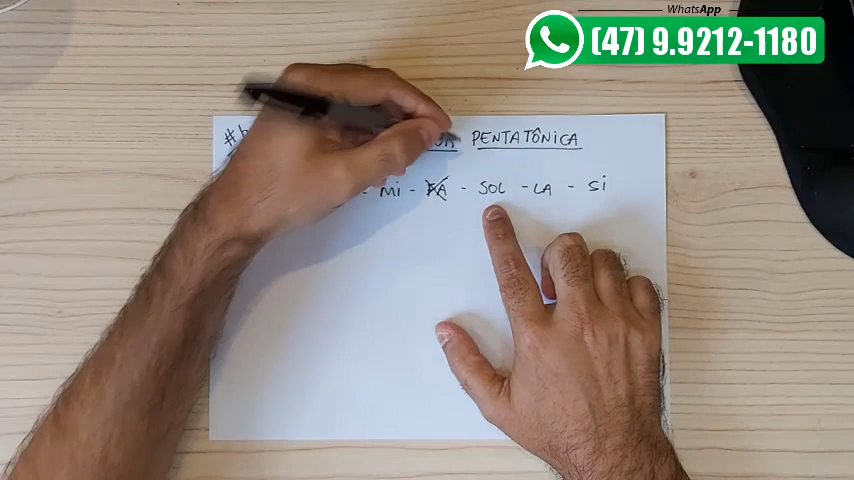 WhatsApp
(47) 9.9212-1180
PENTATÔNICA
- Mi - FA - SOL - LA - Si